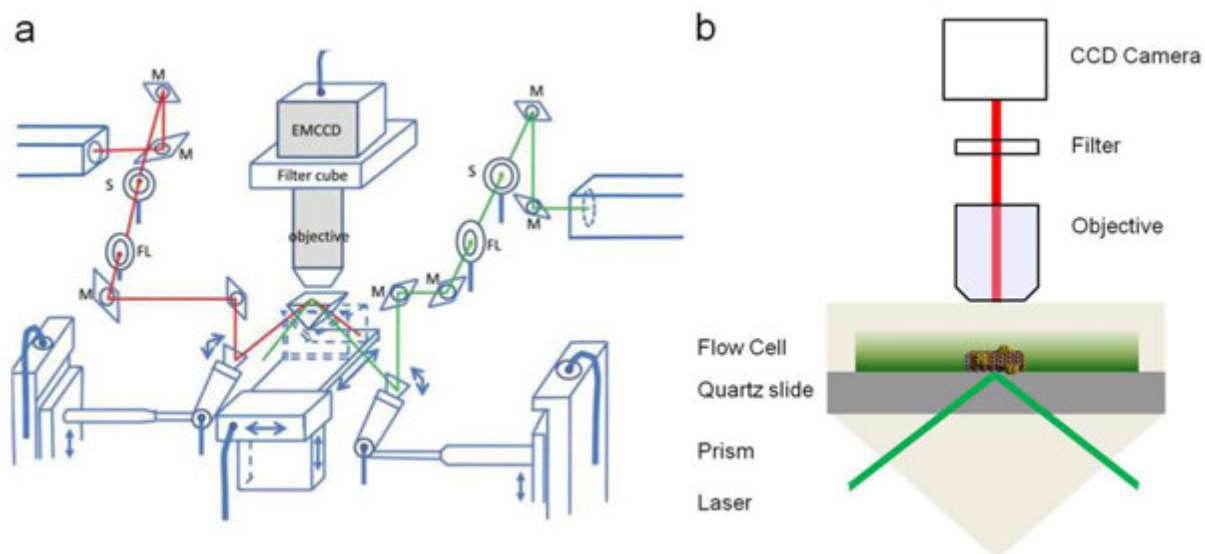 a
M
M
S
FL
M
EMCCD
Filter cube
objective
M
S
M
FL
M
M
b
CCD Camera
Filter
Objective
Flow Cell
Quartz slide
Prism
Laser